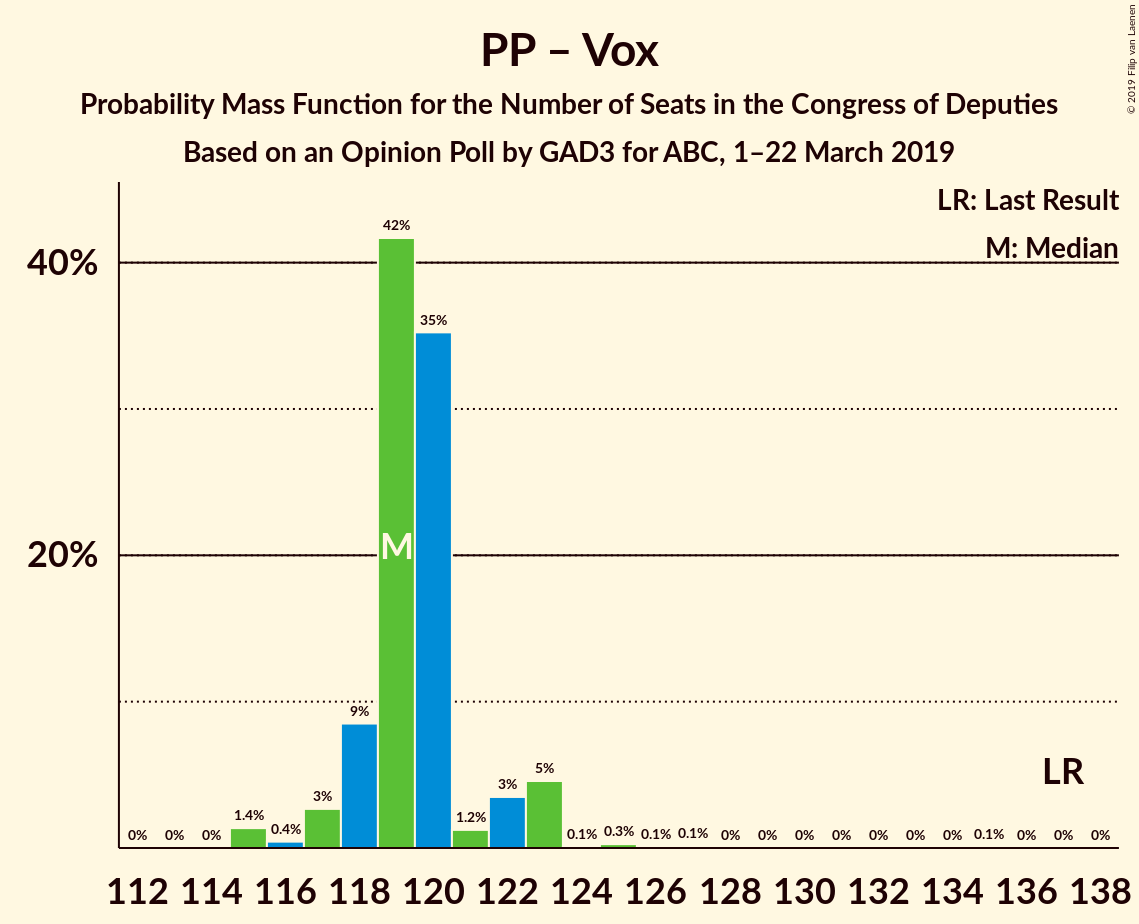 PP – Vox
Probability Mass Function for the Number of Seats in the Congress of Deputies
Based on an Opinion Poll by GAD3 for ABC, 1–22 March 2019
© 2019 Filip van Laenen
LR: Last Result
M: Median
40%
20%
42%
35%
M
9%
5%
3%
3%
1.4%
0.4%
1.2%
0% 0% 0%
0.1% 0.3% 0.1% 0.1% 0% 0% 0% 0% 0% 0% 0% 0.1% 0% 0% 0%
LR
112 114 116 118 120 122 124 126 128 130 132 134 136 138